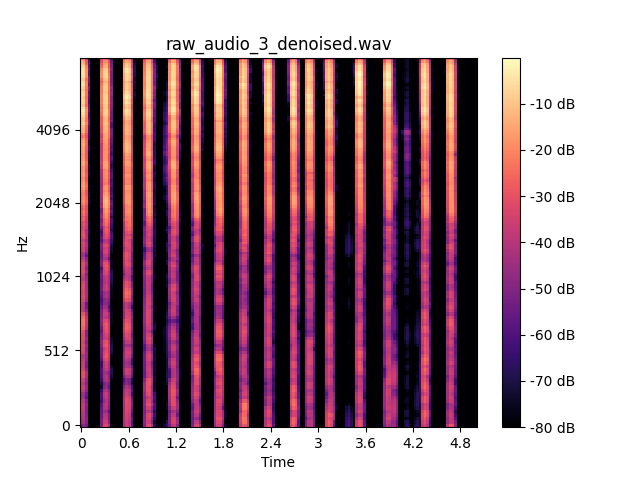 raw_audio_3_denoised.wav
Hz
4096
2048
1024
512
0
0 0.6 1.2 1.8 2.4 3 3.6 4.2 4.8
Time
-10 dB
-20 dB
-30 dB
-40 dB
-50 dB
-60 dB
-70 dB
-80 dB